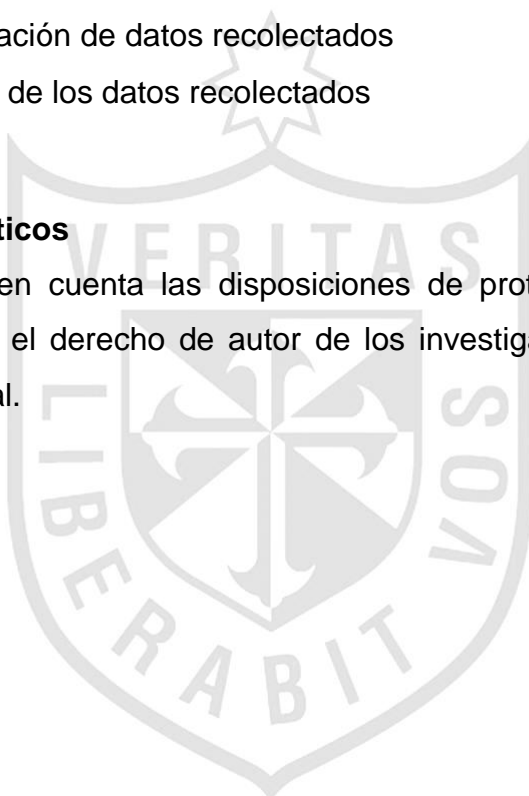 ación de datos recolectados
de los datos recolectados
ticos
en cuenta las disposiciones de prot
el derecho de autor de los investiga
al.
VERITAS
LIBERABIT
VOS